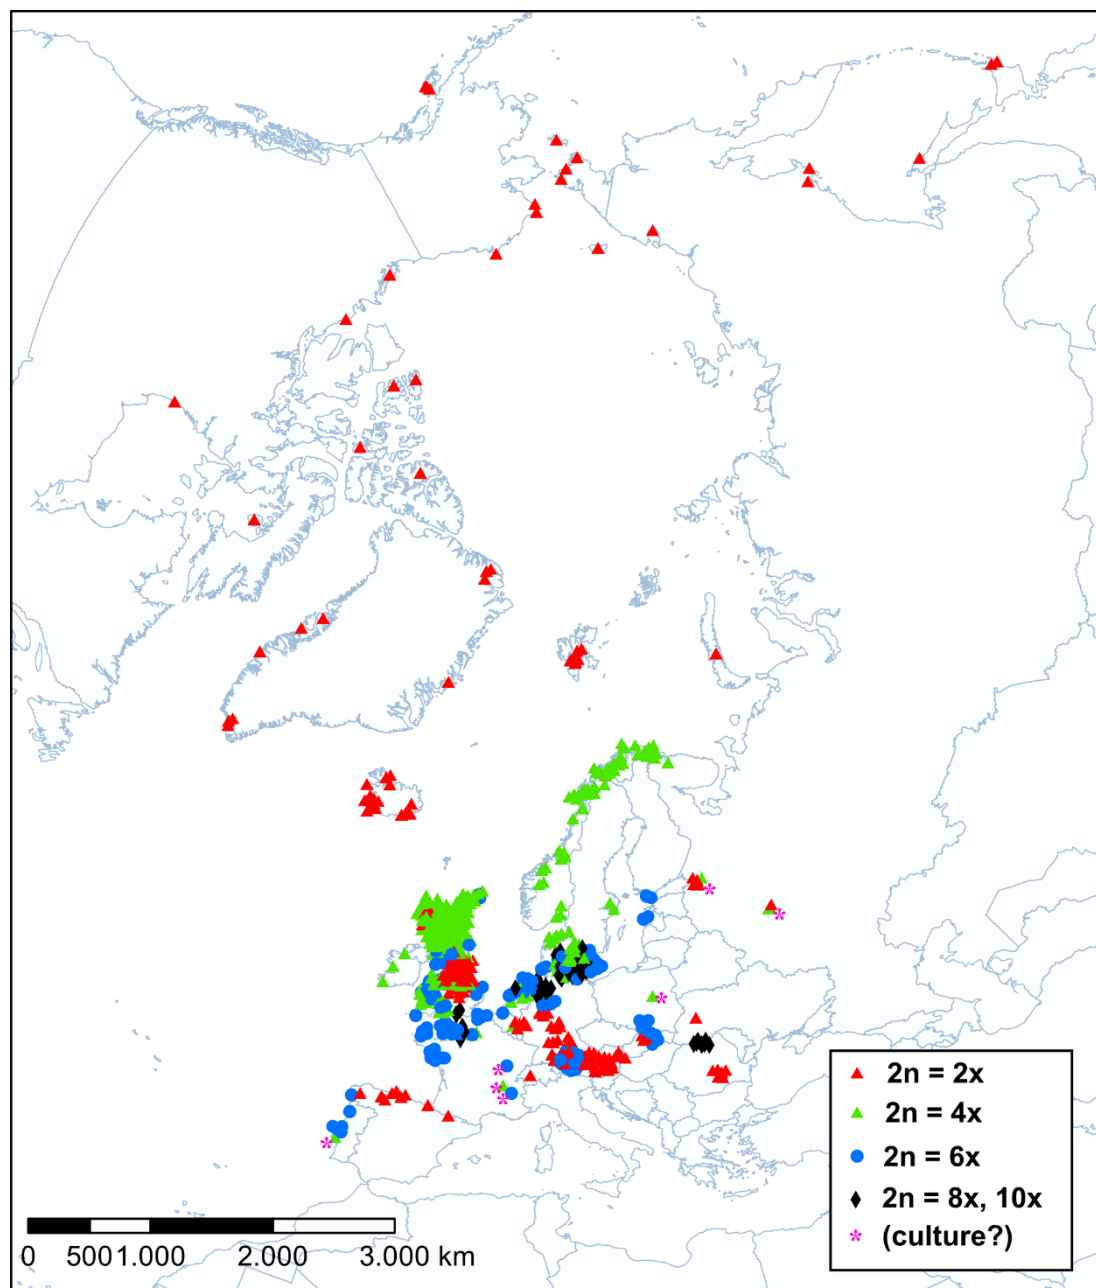 2n = 2x
2n = 4x
2n = 6x
2n = 8x, 10x
* (culture?)
0 500 1.000 2.000 3.000 km